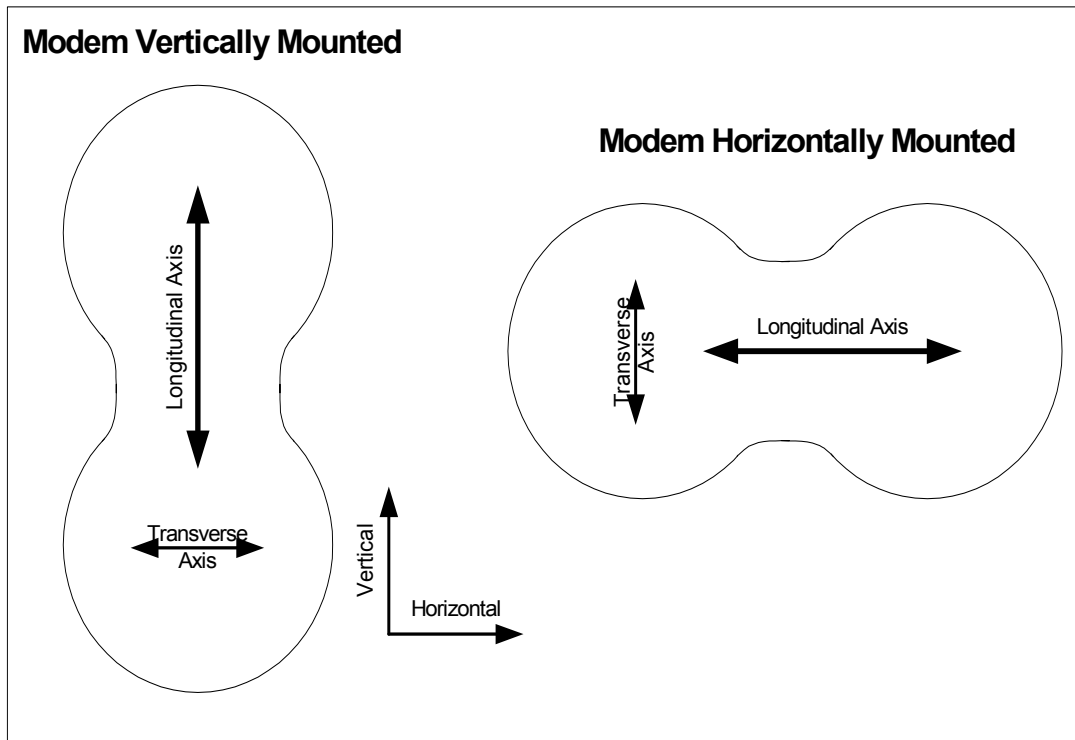 Modem Vertically Mounted
Modem Horizontally Mounted
Longitudinal Axis
Transverse
Axis
Transverse
Axis
Longitudinal Axis
Vertical
Horizontal